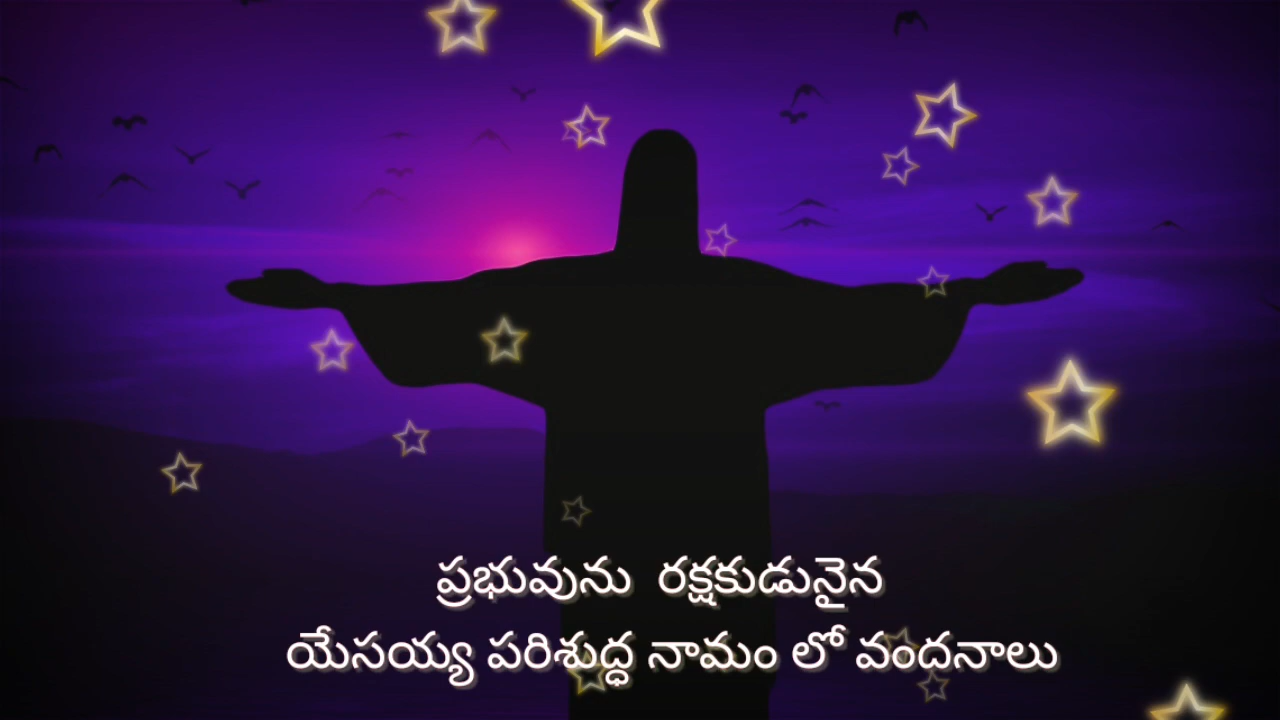 ప్రభువును రక్షకుడునైన
యేసయ్య పరిశుద్ధ నామం లో వందనాలు